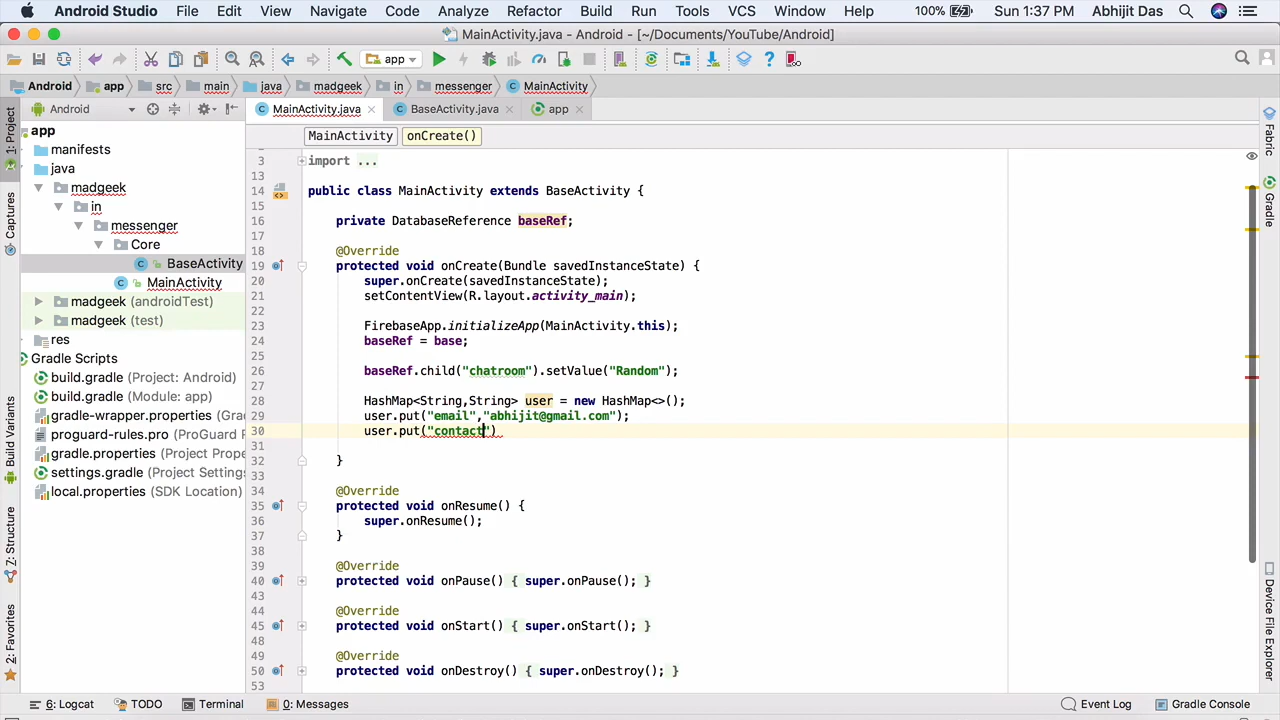 Android Studio File Edit View Navigate Code Analyze Refactor Build Run Tools VCS Window Help 100% Sun 1:37 PM Abhijit Das
MainActivity.java - Android - [~/Documents/YouTube/Android]
app
Android app src main java madgeek in messenger MainActivity
Android MainActivity.java BaseActivity.java app
MainActivity onCreate()
1: Project
Captures
Build Variants
7: Structure
2: Favorites
app
manifests
java
madgeek
in
messenger
Core
BaseActivity
MainActivity
madgeek (androidTest)
madgeek (test)
res
Gradle Scripts
build.gradle (Project: Android)
build.gradle (Module: app)
gradle-wrapper.properties (Gra
proguard-rules.pro (ProGuard F
gradle.properties (Project Prope
settings.gradle (Project Setting
local.properties (SDK Location)
3 import ...
13
14 public class MainActivity extends BaseActivity {
15
16 private DatabaseReference baseRef;
17
18 @Override
19 protected void onCreate(Bundle savedInstanceState) {
20 super.onCreate(savedInstanceState);
21 setContentView(R.layout.activity_main);
22
23 FirebaseApp.initializeApp(MainActivity.this);
24 baseRef = base;
25
26 baseRef.child("chatroom").setValue("Random");
27
28 HashMap<String,String> user = new HashMap<>();
29 user.put("email","abhijit@gmail.com");
30 user.put("contact")
31
32 }
33
34 @Override
35 protected void onResume() {
36 super.onResume();
37 }
38
39 @Override
40 protected void onPause() { super.onPause(); }
43
44 @Override
45 protected void onStart() { super.onStart(); }
48
49 @Override
50 protected void onDestroy() { super.onDestroy(); }
53
Fabric
Gradle
Device File Explorer
6: Logcat TODO Terminal 0: Messages Event Log Gradle Console